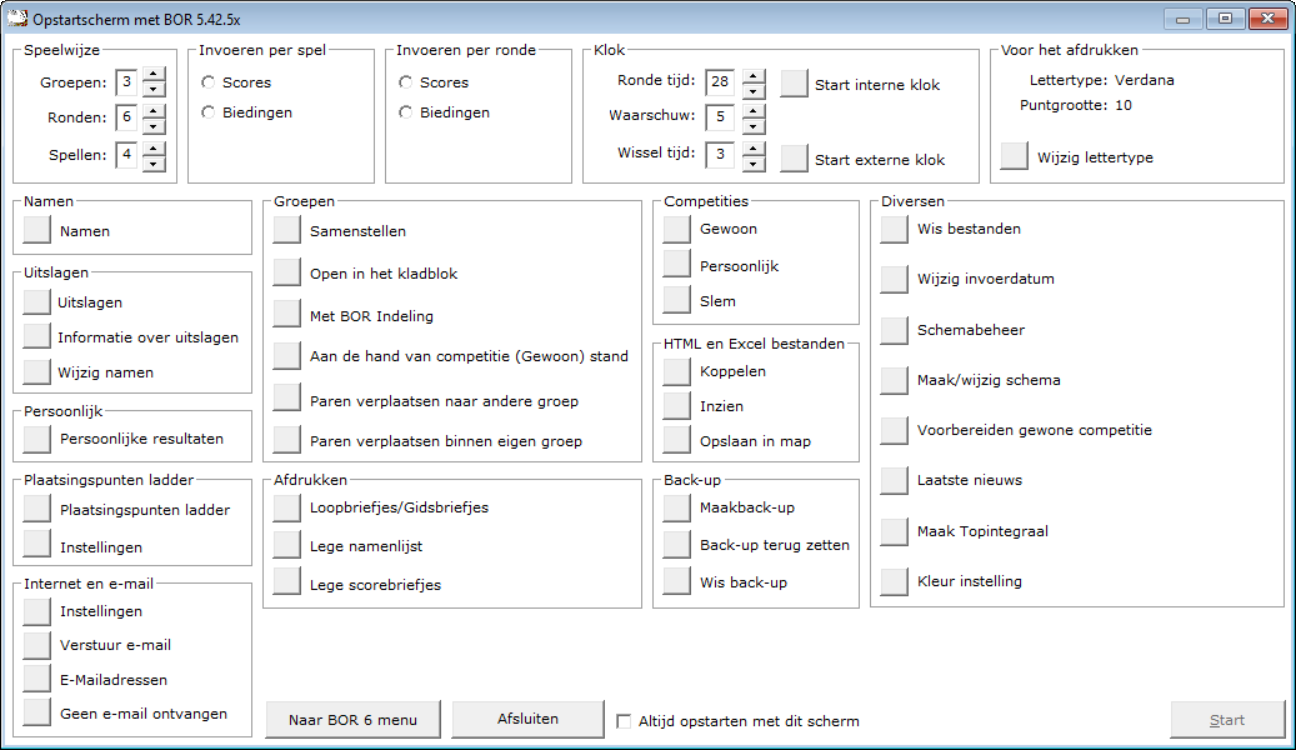 Opstartscherm met BOR 5.42.5x
Speelwijze
Groepen: 3
Ronden: 6
Spellen: 4
Invoeren per spel
Scores
Biedingen
Invoeren per ronde
Scores
Biedingen
Klok
Ronde tijd: 28
Waarschuw: 5
Wissel tijd: 3
Start interne klok
Start externe klok
Voor het afdrukken
Lettertype: Verdana
Puntgrootte: 10
Wijzig lettertype
Namen
Namen
Uitslagen
Uitslagen
Informatie over uitslagen
Wijzig namen
Persoonlijk
Persoonlijke resultaten
Plaatsingspunten ladder
Plaatsingspunten ladder
Instellingen
Internet en e-mail
Instellingen
Verstuur e-mail
E-Mailadressen
Geen e-mail ontvangen
Groepen
Samenstellen
Open in het kladblok
Met BOR Indeling
Aan de hand van competitie (Gewoon) stand
Paren verplaatsen naar andere groep
Paren verplaatsen binnen eigen groep
Afdrukken
Loopbriefjes/Gidsbriefjes
Lege namenlijst
Lege scorebriefjes
Competities
Gewoon
Persoonlijk
Slem
HTML en Excel bestanden
Koppelen
Inzien
Opslaan in map
Back-up
Maakback-up
Back-up terug zetten
Wis back-up
Diversen
Wis bestanden
Wijzig invoerdatum
Schemabeheer
Maak/wijzig schema
Voorbereiden gewone competitie
Laatste nieuws
Maak Topintegraal
Kleur instelling
Naar BOR 6 menu
Afsluiten
Altijd opstarten met dit scherm
Start